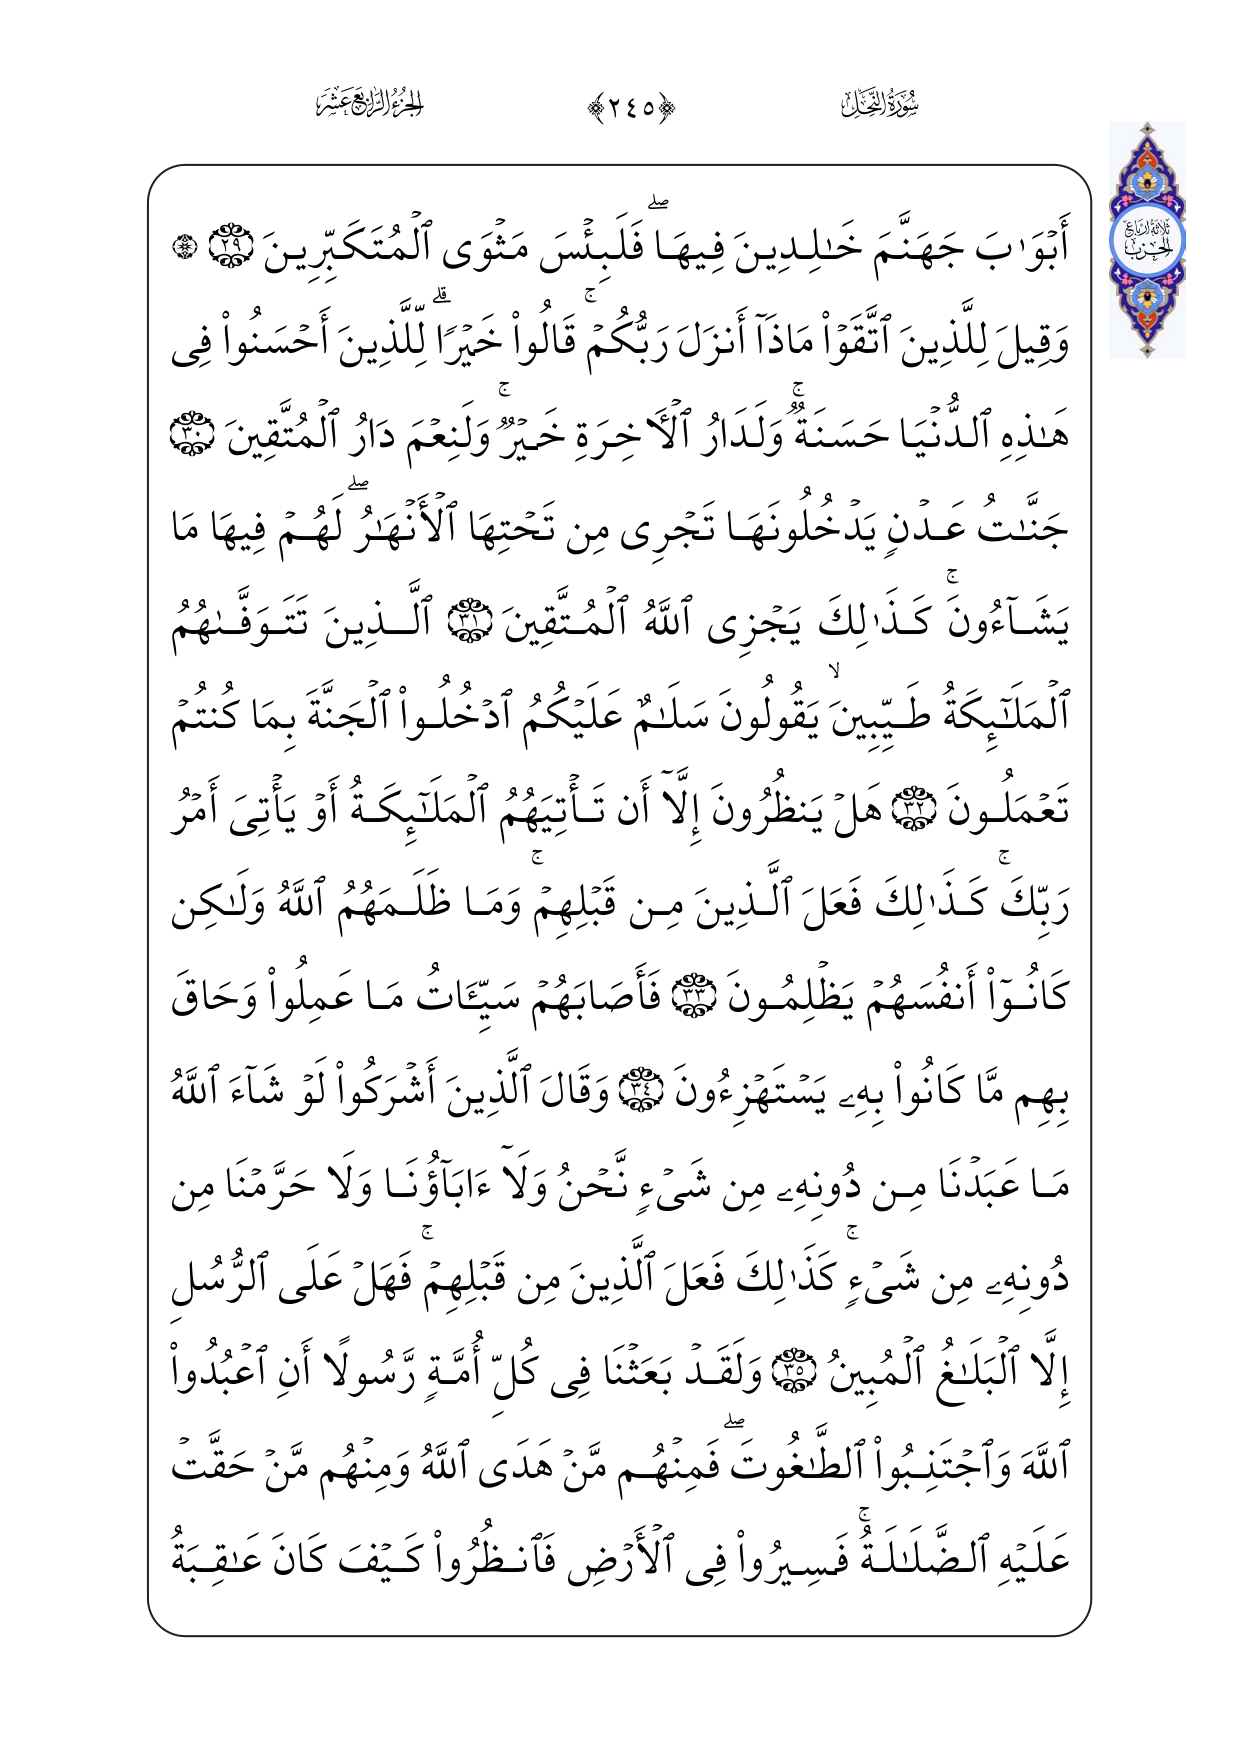 سُورَةُ النَّحْلِ
﴿٢٤٥﴾
الجُزْءُ الرَّابِعَ عَشَرَ
ثَلَاثَةُ أَرْبَاعِ
الْحِزْبِ
أَبْوَٰبَ جَهَنَّمَ خَٰلِدِينَ فِيهَاۖ فَلَبِئْسَ مَثْوَى ٱلْمُتَكَبِّرِينَ ٢٩ ۞
وَقِيلَ لِلَّذِينَ ٱتَّقَوْا۟ مَاذَآ أَنزَلَ رَبُّكُمْۚ قَالُوا۟ خَيْرًاۗ لِّلَّذِينَ أَحْسَنُوا۟ فِى
هَٰذِهِ ٱلدُّنْيَا حَسَنَةٌۚ وَلَدَارُ ٱلْـَٔاخِرَةِ خَيْرٌۚ وَلَنِعْمَ دَارُ ٱلْمُتَّقِينَ ٣٠
جَنَّٰتُ عَدْنٍ يَدْخُلُونَهَا تَجْرِى مِن تَحْتِهَا ٱلْأَنْهَٰرُۖ لَهُمْ فِيهَا مَا
يَشَآءُونَۚ كَذَٰلِكَ يَجْزِى ٱللَّهُ ٱلْمُتَّقِينَ ٣١ ٱلَّذِينَ تَتَوَفَّىٰهُمُ
ٱلْمَلَٰٓئِكَةُ طَيِّبِينَۙ يَقُولُونَ سَلَٰمٌ عَلَيْكُمُ ٱدْخُلُوا۟ ٱلْجَنَّةَ بِمَا كُنتُمْ
تَعْمَلُونَ ٣٢ هَلْ يَنظُرُونَ إِلَّآ أَن تَأْتِيَهُمُ ٱلْمَلَٰٓئِكَةُ أَوْ يَأْتِىَ أَمْرُ
رَبِّكَۚ كَذَٰلِكَ فَعَلَ ٱلَّذِينَ مِن قَبْلِهِمْۚ وَمَا ظَلَمَهُمُ ٱللَّهُ وَلَٰكِن
كَانُوٓا۟ أَنفُسَهُمْ يَظْلِمُونَ ٣٣ فَأَصَابَهُمْ سَيِّـَٔاتُ مَا عَمِلُوا۟ وَحَاقَ
بِهِم مَّا كَانُوا۟ بِهِۦ يَسْتَهْزِءُونَ ٣٤ وَقَالَ ٱلَّذِينَ أَشْرَكُوا۟ لَوْ شَآءَ ٱللَّهُ
مَا عَبَدْنَا مِن دُونِهِۦ مِن شَىْءٍ نَّحْنُ وَلَآ ءَابَآؤُنَا وَلَا حَرَّمْنَا مِن
دُونِهِۦ مِن شَىْءٍۚ كَذَٰلِكَ فَعَلَ ٱلَّذِينَ مِن قَبْلِهِمْۚ فَهَلْ عَلَى ٱلرُّسُلِ
إِلَّا ٱلْبَلَٰغُ ٱلْمُبِينُ ٣٥ وَلَقَدْ بَعَثْنَا فِى كُلِّ أُمَّةٍ رَّسُولًا أَنِ ٱعْبُدُوا۟
ٱللَّهَ وَٱجْتَنِبُوا۟ ٱلطَّٰغُوتَۖ فَمِنْهُم مَّنْ هَدَى ٱللَّهُ وَمِنْهُم مَّنْ حَقَّتْ
عَلَيْهِ ٱلضَّلَٰلَةُۚ فَسِيرُوا۟ فِى ٱلْأَرْضِ فَٱنظُرُوا۟ كَيْفَ كَانَ عَٰقِبَةُ